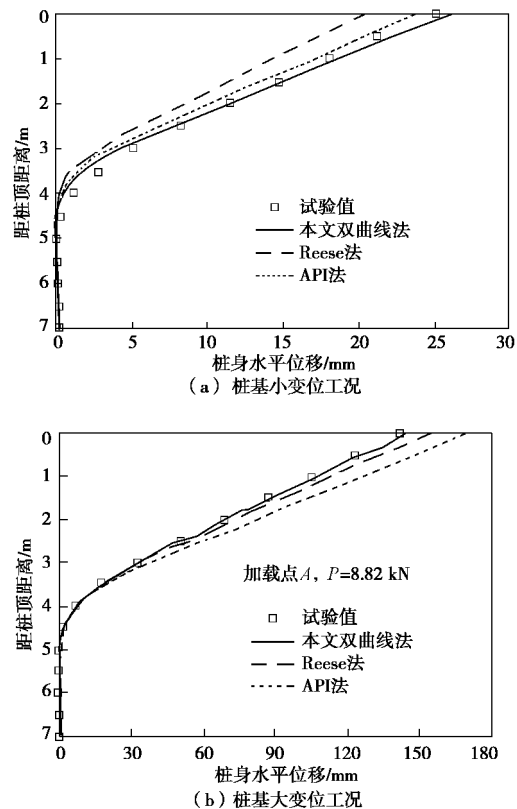 0
1
2
3
4
5
6
7
距桩顶距离/m
试验值
本文双曲线法
Reese法
API法
0 5 10 15 20 25 30
桩身水平位移/mm
（a）桩基小变位工况
0
1
2
3
4
5
6
7
距桩顶距离/m
加载点A, P=8.82 kN
试验值
本文双曲线法
Reese法
API法
0 30 60 90 120 150 180
桩身水平位移/mm
（b）桩基大变位工况